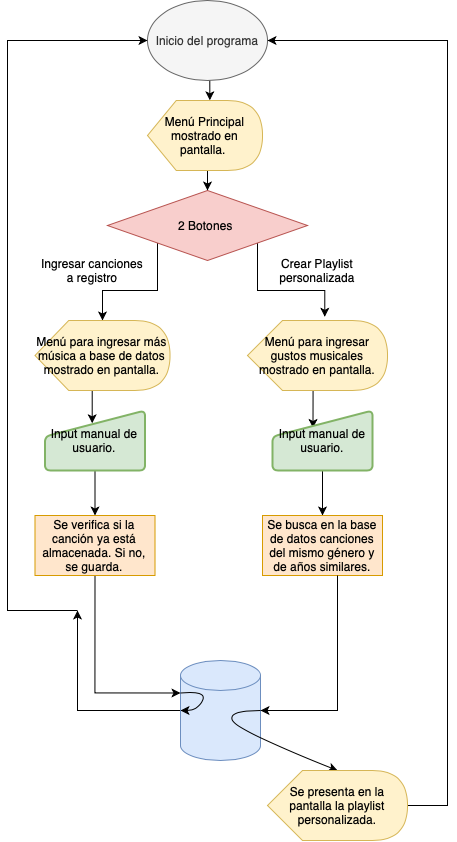 Inicio del programa
Menú Principal
mostrado en
pantalla.
2 Botones
Ingresar canciones
a registro
Crear Playlist
personalizada
Menú para ingresar más
música a base de datos
mostrado en pantalla.
Menú para ingresar
gustos musicales
mostrado en pantalla.
Input manual de
usuario.
Input manual de
usuario.
Se verifica si la
canción ya está
almacenada. Si no,
se guarda.
Se busca en la base
de datos canciones
del mismo género y
de años similares.
Se presenta en la
pantalla la playlist
personalizada.